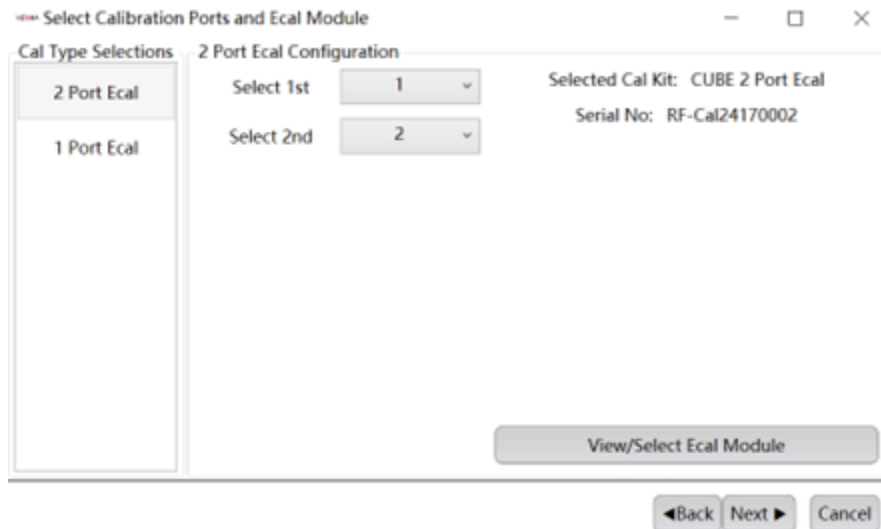 Select Calibration Ports and Ecal Module
Cal Type Selections
2 Port Ecal
1 Port Ecal
2 Port Ecal Configuration
Select 1st 1
Select 2nd 2
Selected Cal Kit: CUBE 2 Port Ecal
Serial No: RF-Cal24170002
View/Select Ecal Module
◄Back Next ► Cancel